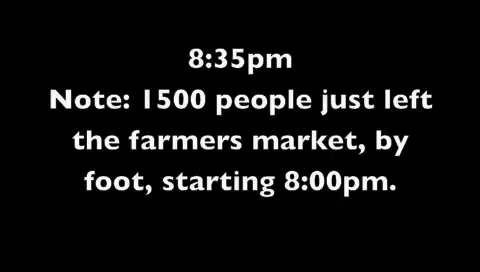 8:35pm
Note: 1500 people just left
the farmers market, by
foot, starting 8:00pm.